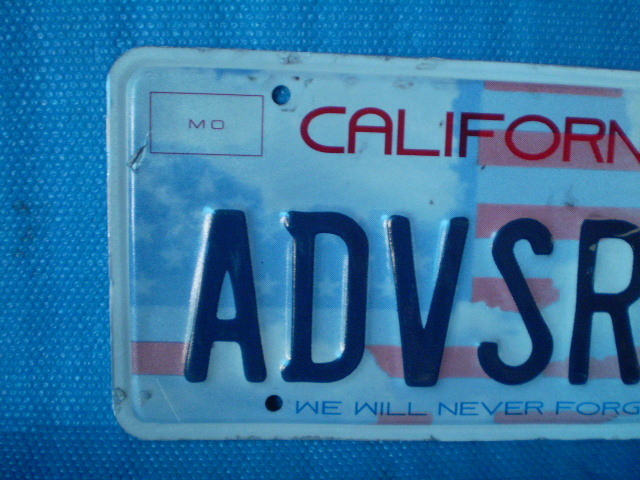 MO
CALIFORN
ADVSR
WE WILL NEVER FORG